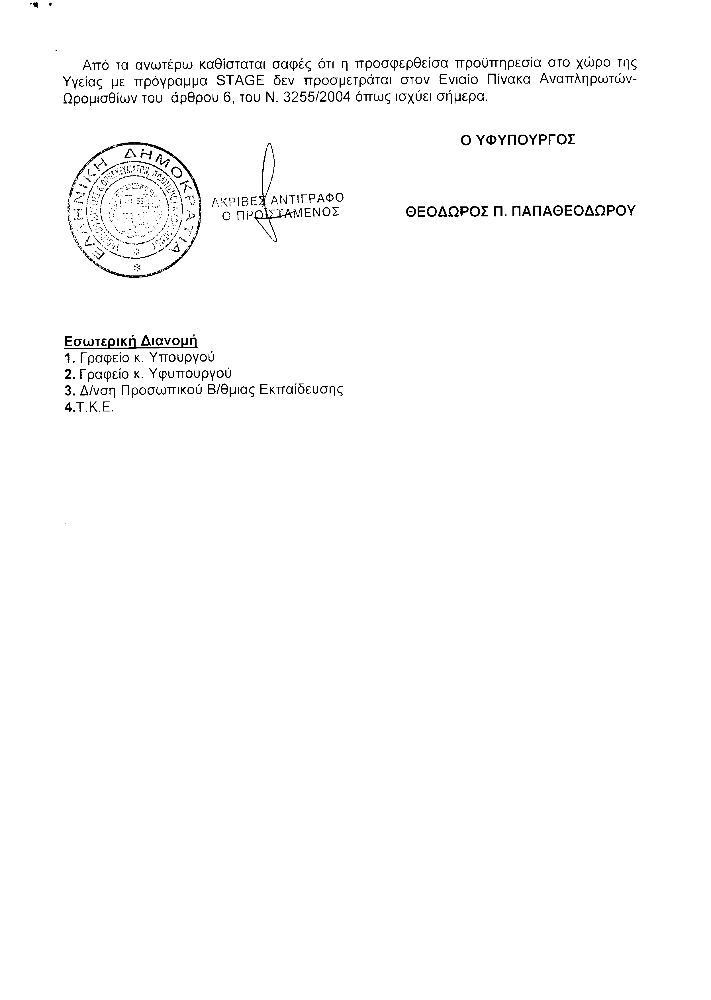 Από τα ανωτέρω καθίσταται σαφές ότι η προσφερθείσα προϋπηρεσία στο χώρο της
Υγείας με πρόγραμμα STAGE δεν προσμετράται στον Ενιαίο Πίνακα Αναπληρωτών-
Ωρομισθίων του άρθρου 6, του Ν. 3255/2004 όπως ισχύει σήμερα.
Ο ΥΦΥΠΟΥΡΓΟΣ
ΕΛΛΗΝΙΚΗ ΔΗΜΟΚΡΑΤΙΑ
ΥΠΟΥΡΓΕΙΟ ΠΑΙΔΕΙΑΣ & ΘΡΗΣΚΕΥΜΑΤΩΝ, ΠΟΛΙΤΙΣΜΟΥ &
ΑΚΡΙΒΕΣ ΑΝΤΙΓΡΑΦΟ
Ο ΠΡΟΪΣΤΑΜΕΝΟΣ
ΘΕΟΔΩΡΟΣ Π. ΠΑΠΑΘΕΟΔΩΡΟΥ
Εσωτερική Διανομή
1. Γραφείο κ. Υπουργού
2. Γραφείο κ. Υφυπουργού
3. Δ/νση Προσωπικού Β/θμιας Εκπαίδευσης
4.Τ.Κ.Ε.